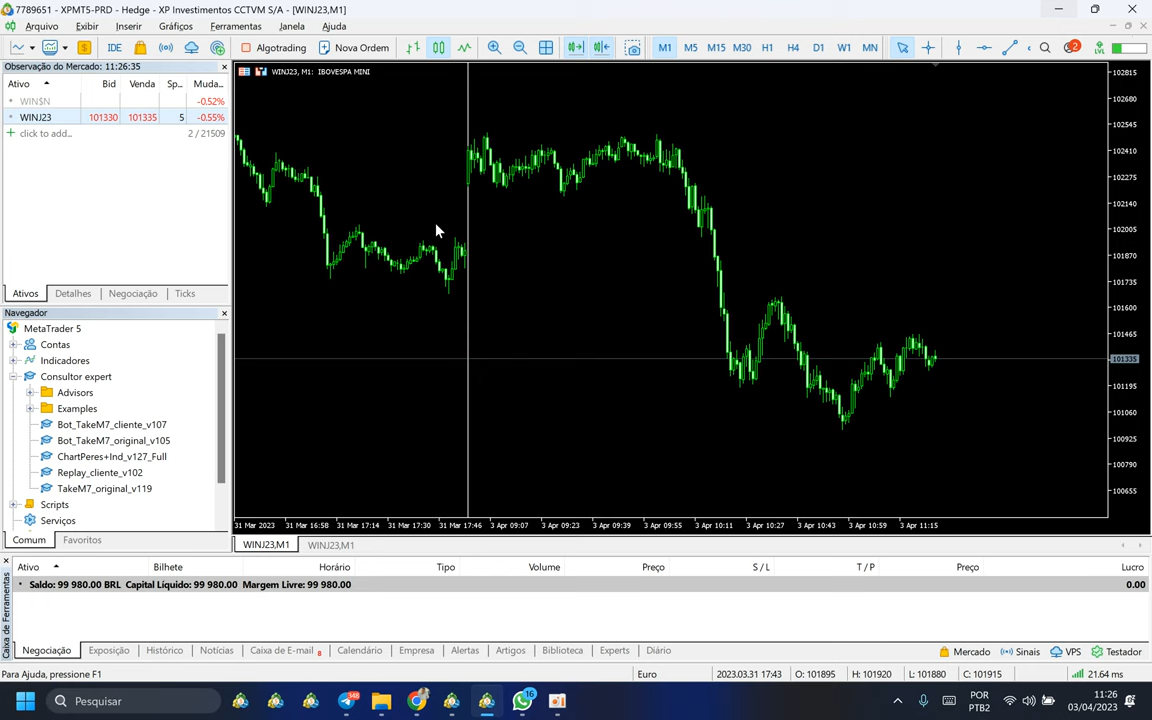 7789651 - XPMT5-PRD - Hedge - XP Investimentos CCTVM S/A - [WINJ23,M1]
Arquivo Exibir Inserir Gráficos Ferramentas Janela Ajuda
IDE Algotrading Nova Ordem M1 M5 M15 M30 H1 H4 D1 W1 MN 2 LVL
Observação do Mercado: 11:26:35
Ativo Bid Venda Sp... Muda...
WIN$N -0.52%
WINJ23 101330 101335 5 -0.55%
click to add... 2 / 21509
Ativos Detalhes Negociação Ticks
Navegador
MetaTrader 5
Contas
Indicadores
Consultor expert
Advisors
Examples
Bot_TakeM7_cliente_v107
Bot_TakeM7_original_v105
ChartPeres+Ind_v127_Full
Replay_cliente_v102
TakeM7_original_v119
Scripts
Serviços
Comum Favoritos
WINJ23, M1: IBOVESPA MINI
102815
102680
102545
102410
102275
102140
102005
101870
101735
101600
101465
101335
101195
101060
100925
100790
100655
31 Mar 2023 31 Mar 16:58 31 Mar 17:14 31 Mar 17:30 31 Mar 17:46 3 Apr 09:07 3 Apr 09:23 3 Apr 09:39 3 Apr 09:55 3 Apr 10:11 3 Apr 10:27 3 Apr 10:43 3 Apr 10:59 3 Apr 11:15
WINJ23,M1 WINJ23,M1
Caixa de Ferramentas
Ativo Bilhete Horário Tipo Volume Preço S / L T / P Preço Lucro
Saldo: 99 980.00 BRL Capital Líquido: 99 980.00 Margem Livre: 99 980.00 0.00
Negociação Exposição Histórico Notícias Caixa de E-mail 8 Calendário Empresa Alertas Artigos Biblioteca Experts Diário Mercado Sinais VPS Testador
Para Ajuda, pressione F1 Euro 2023.03.31 17:43 O: 101895 H: 101920 L: 101880 C: 101915 21.64 ms
Pesquisar 348 16 POR PTB2 11:26 03/04/2023